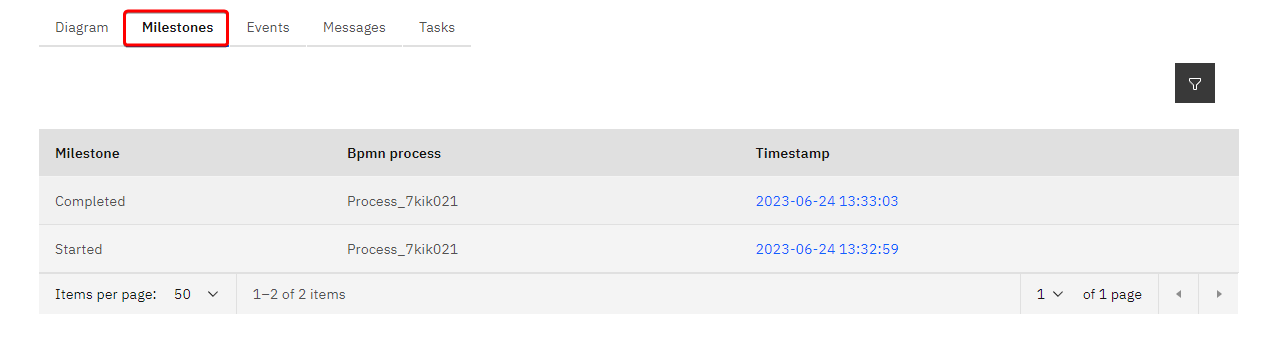 Diagram Milestones Events Messages Tasks
Milestone Bpmn process Timestamp
Completed Process_7kik021 2023-06-24 13:33:03
Started Process_7kik021 2023-06-24 13:32:59
Items per page: 50 1–2 of 2 items 1 of 1 page